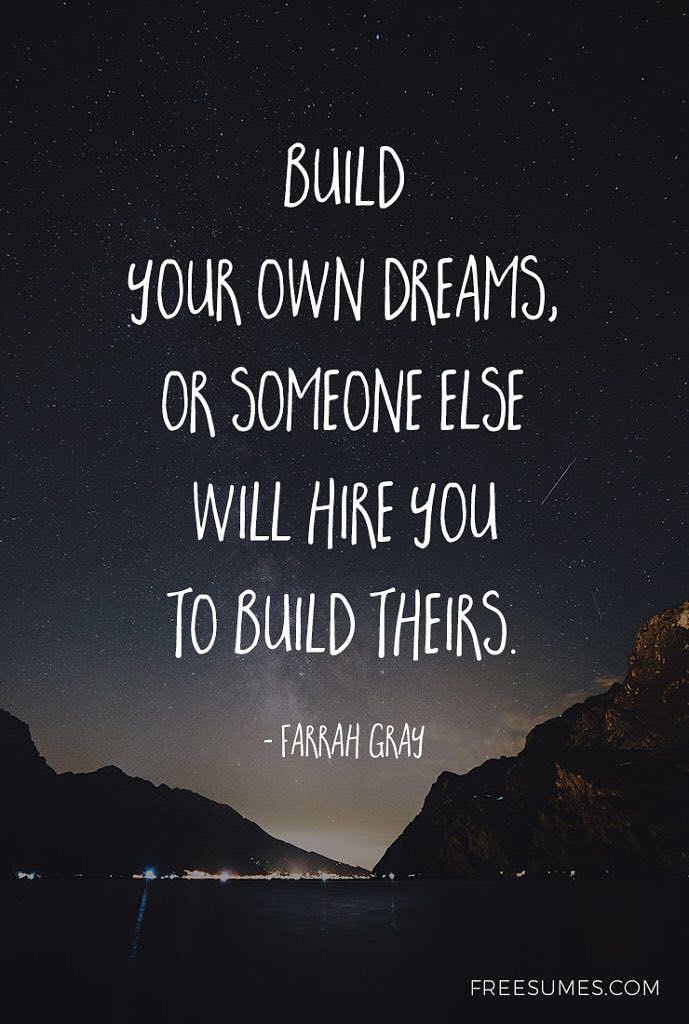 BUILD
YOUR OWN DREAMS,
OR SOMEONE ELSE
WILL HIRE YOU
TO BUILD THEIRS.
- FARRAH GRAY
FREESUMES.COM